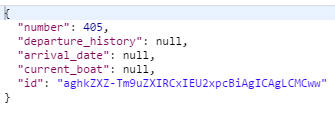 {
"number": 405,
"departure_history": null,
"arrival_date": null,
"current_boat": null,
"id": "aghkZXZ-Tm9uZXIRCxIEU2xpcBiAgICAgLCMCww"
}